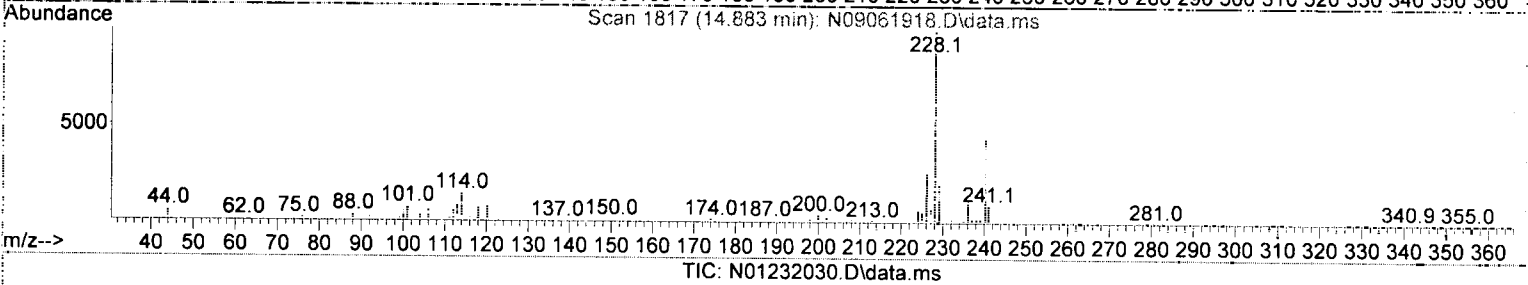 Abundance
Scan 1817 (14.883 min): N09061918.D\data.ms
228.1
5000
44.0 62.0 75.0 88.0 101.0 114.0 137.0 150.0 174.0 187.0 200.0 213.0 241.1 281.0 340.9 355.0
m/z--> 40 50 60 70 80 90 100 110 120 130 140 150 160 170 180 190 200 210 220 230 240 250 260 270 280 290 300 310 320 330 340 350 360
TIC: N01232030.D\data.ms